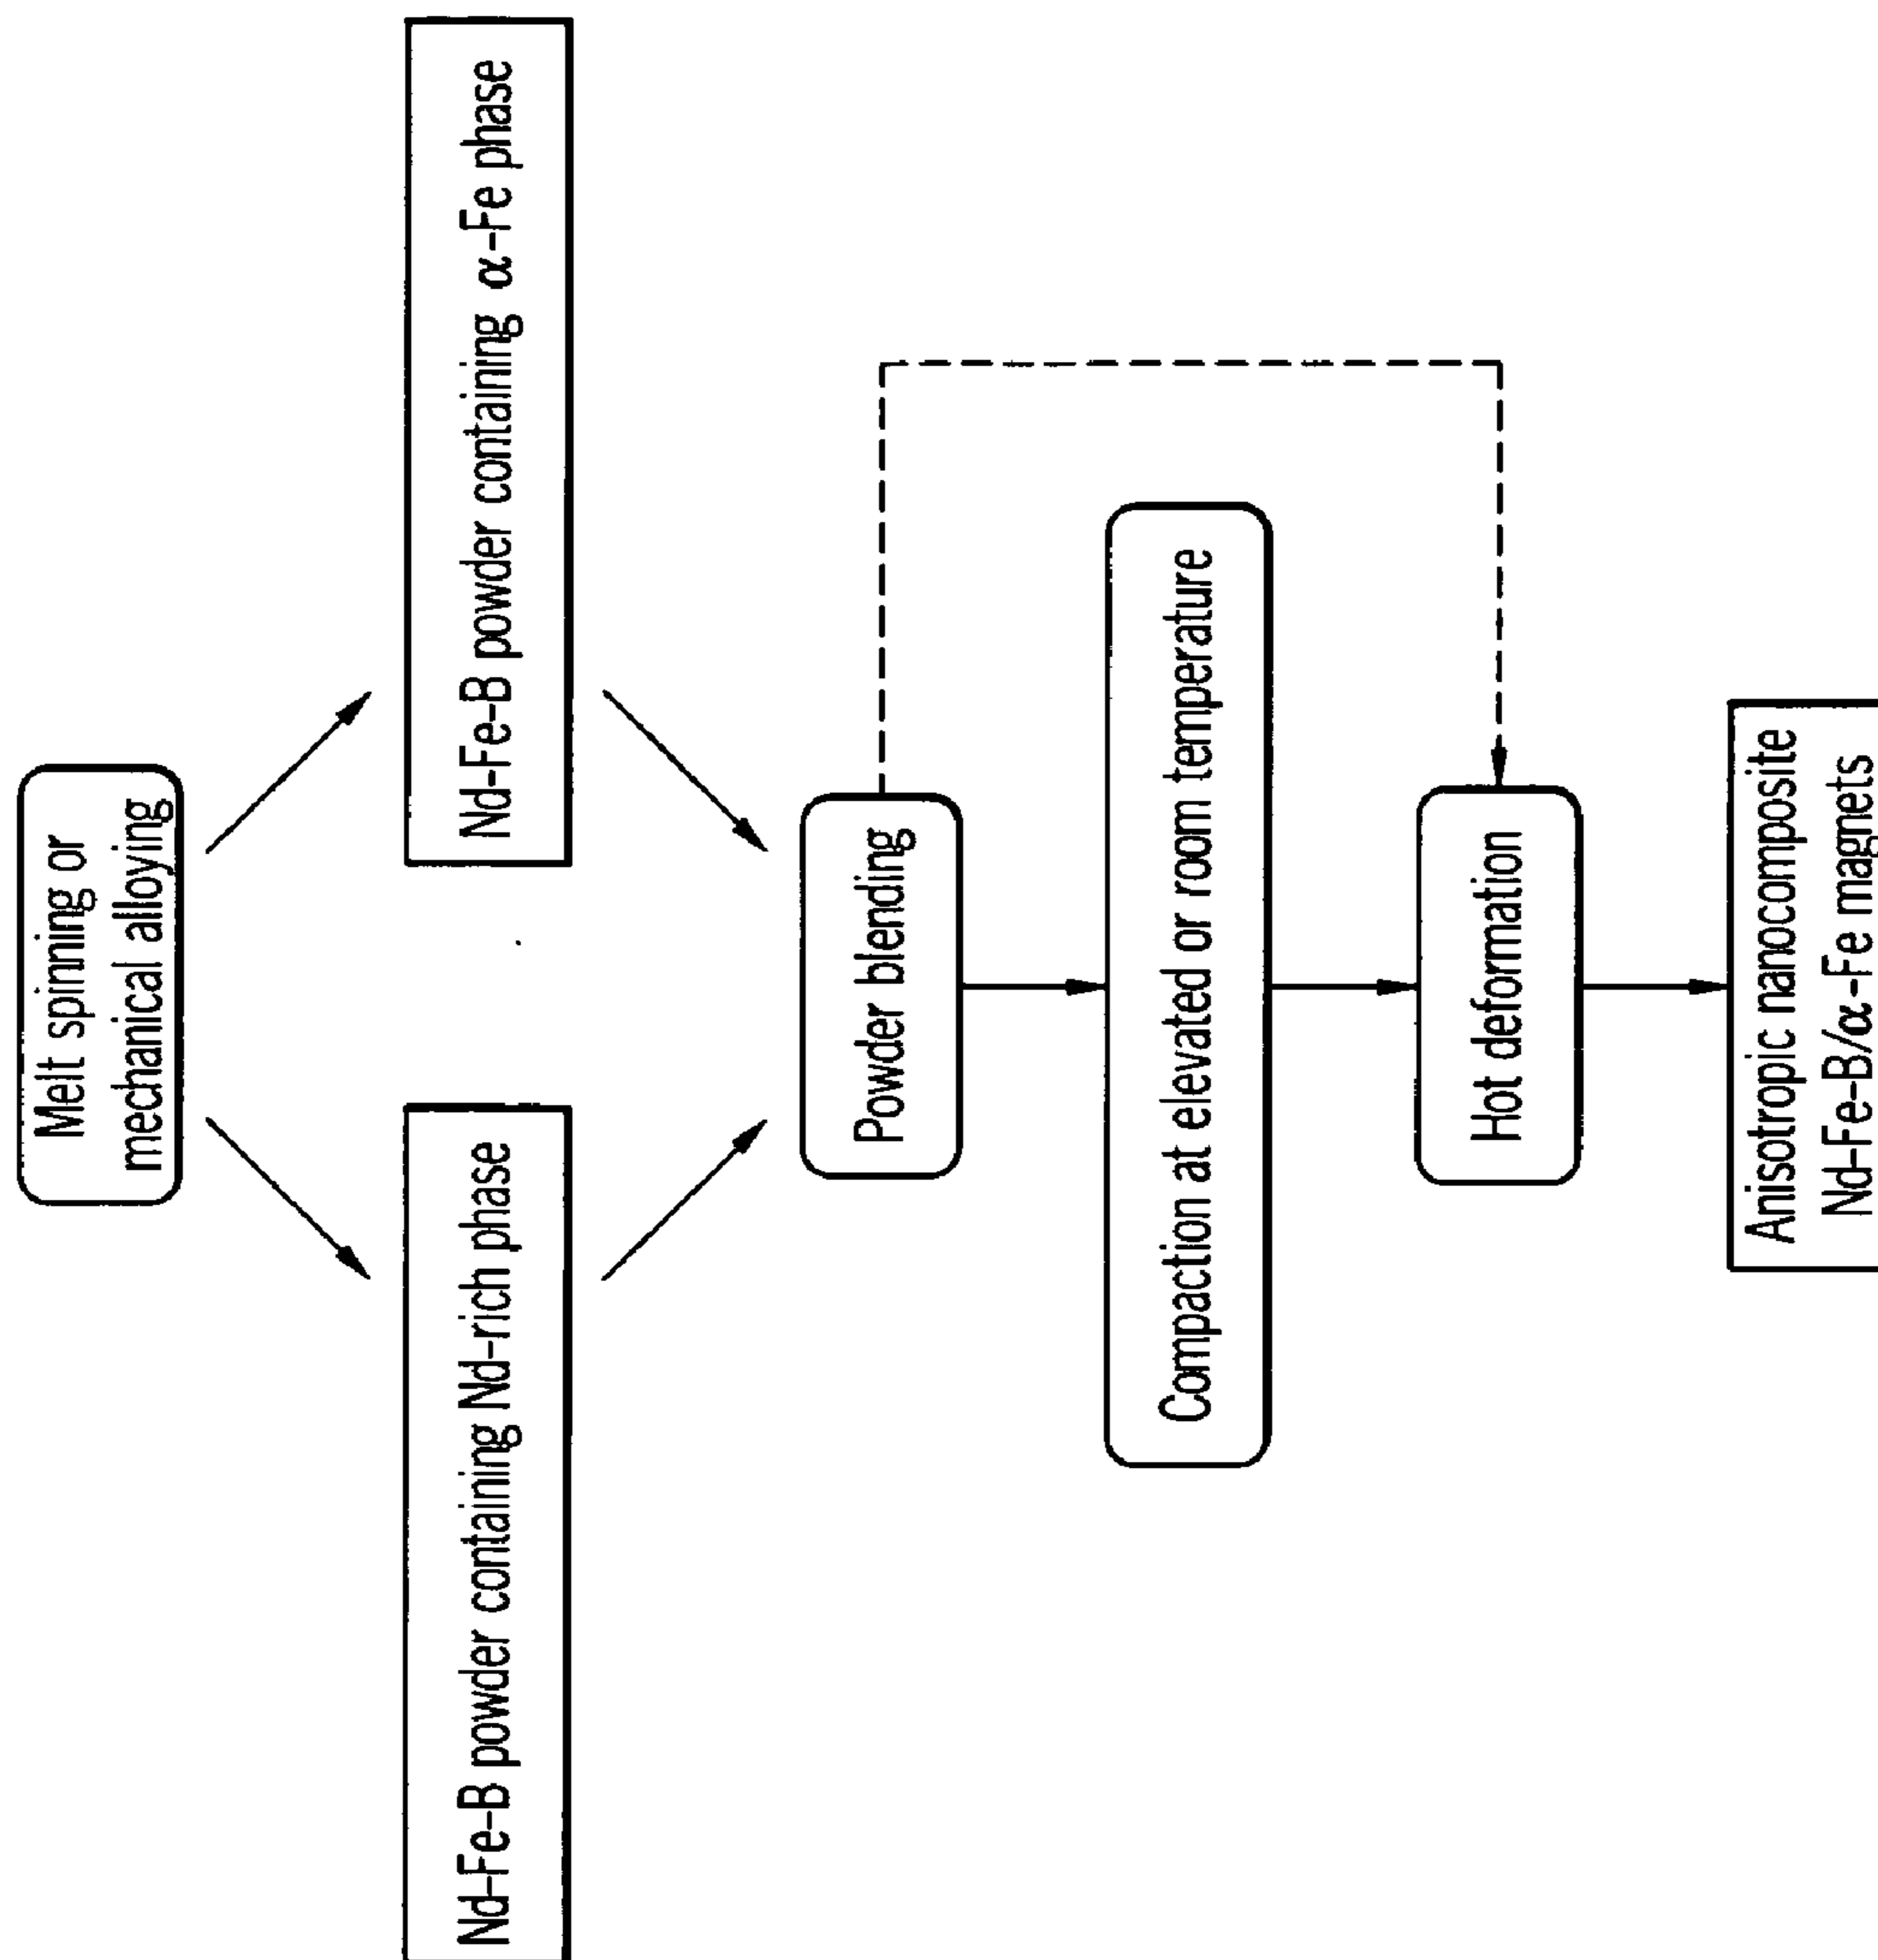 Melt spinning or
mechanical alloying
Nd-Fe-B powder containing Nd-rich phase
Nd-Fe-B powder containing α-Fe phase
Powder blending
Compaction at elevated or room temperature
Hot deformation
Anisotropic nanocomposite
Nd-Fe-B/α-Fe magnets